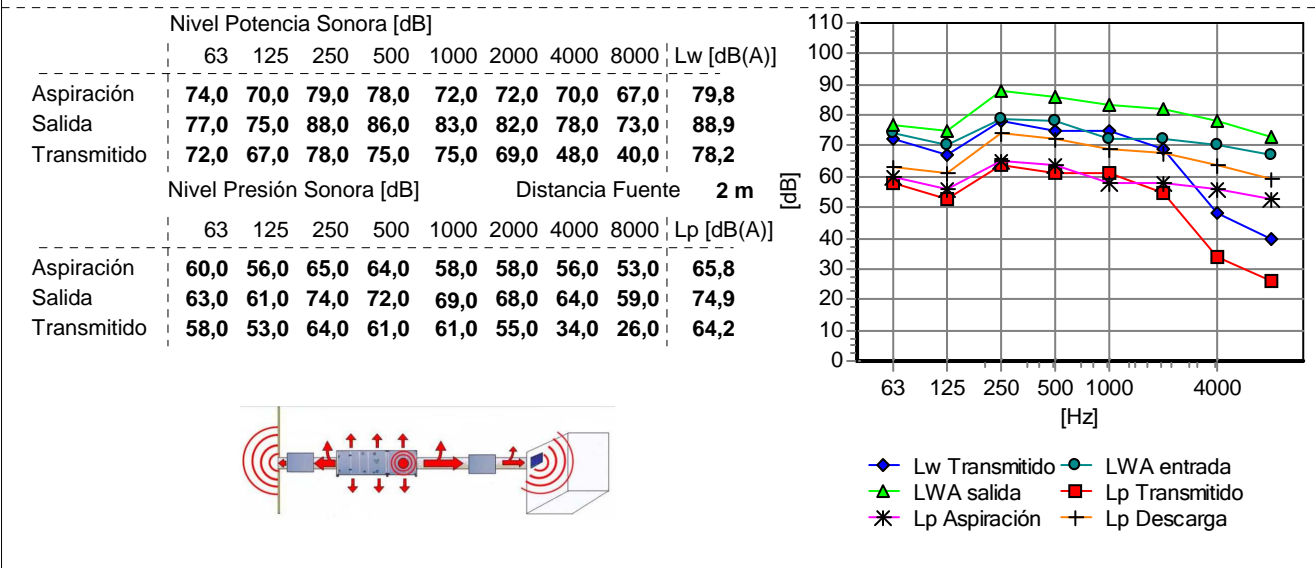 Nivel Potencia Sonora [dB]
63 125 250 500 1000 2000 4000 8000 Lw [dB(A)]
Aspiración 74,0 70,0 79,0 78,0 72,0 72,0 70,0 67,0 79,8
Salida 77,0 75,0 88,0 86,0 83,0 82,0 78,0 73,0 88,9
Transmitido 72,0 67,0 78,0 75,0 75,0 69,0 48,0 40,0 78,2
Nivel Presión Sonora [dB] Distancia Fuente 2 m
63 125 250 500 1000 2000 4000 8000 Lp [dB(A)]
Aspiración 60,0 56,0 65,0 64,0 58,0 58,0 56,0 53,0 65,8
Salida 63,0 61,0 74,0 72,0 69,0 68,0 64,0 59,0 74,9
Transmitido 58,0 53,0 64,0 61,0 61,0 55,0 34,0 26,0 64,2
110
100
90
80
70
60
50
40
30
20
10
0
[dB]
63 125 250 500 1000 4000
[Hz]
Lw Transmitido LWA entrada
LWA salida Lp Transmitido
Lp Aspiración Lp Descarga